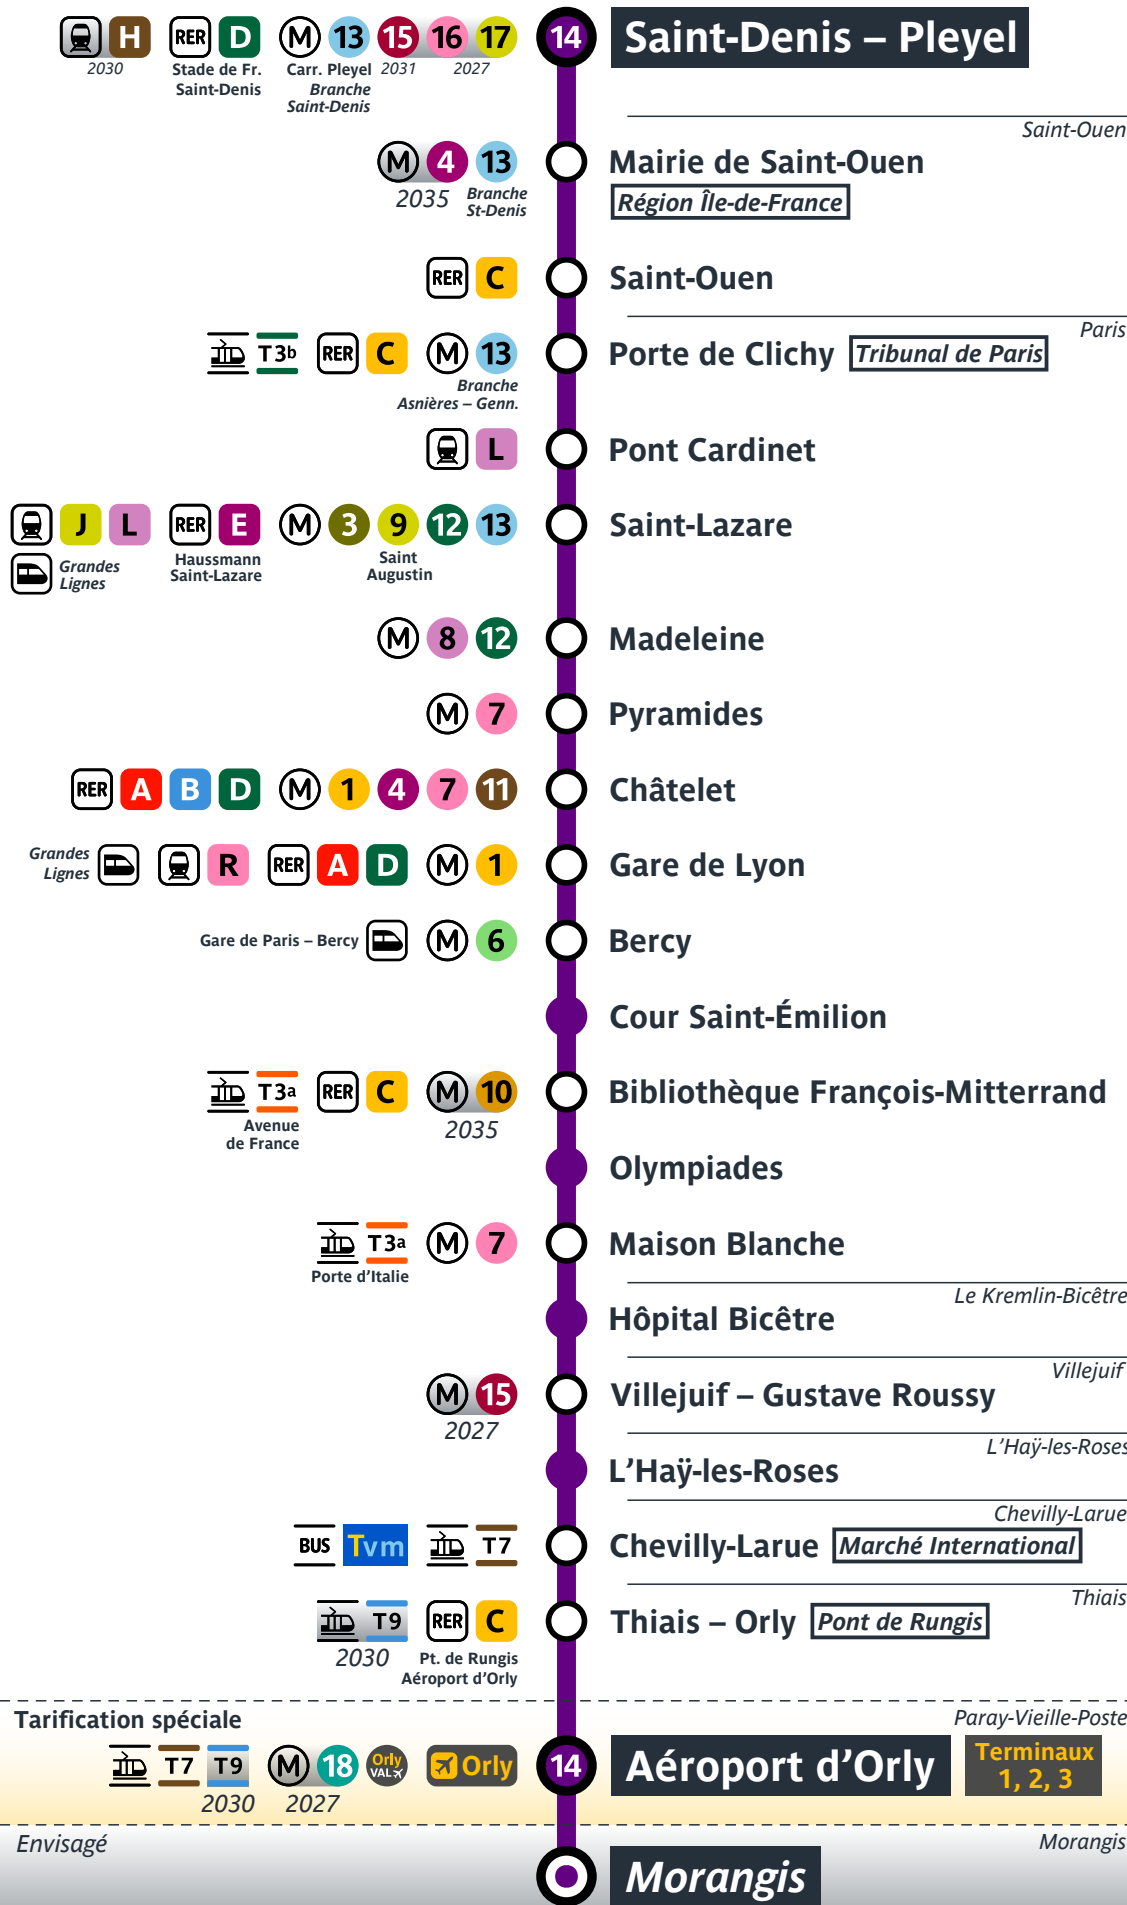 H RER D M 13 15 16 17 14 Saint-Denis – Pleyel
2030 Stade de Fr. Carr. Pleyel 2031 2027
Saint-Denis Branche
Saint-Denis
Saint-Ouen
M 4 13 Mairie de Saint-Ouen
2035 Branche Région Île-de-France
St-Denis
RER C Saint-Ouen
Paris
T3b RER C M 13 Porte de Clichy Tribunal de Paris
Branche
Asnières – Genn.
L Pont Cardinet
J L RER E M 3 9 12 13 Saint-Lazare
Grandes Haussmann Saint
Lignes Saint-Lazare Augustin
M 8 12 Madeleine
M 7 Pyramides
RER A B D M 1 4 7 11 Châtelet
Grandes
Lignes R RER A D M 1 Gare de Lyon
Gare de Paris – Bercy M 6 Bercy
Cour Saint-Émilion
T3a RER C M 10 Bibliothèque François-Mitterrand
Avenue 2035
de France
Olympiades
T3a M 7 Maison Blanche
Porte d'Italie
Le Kremlin-Bicêtre
Hôpital Bicêtre
Villejuif
M 15 Villejuif – Gustave Roussy
2027
L'Haÿ-les-Roses
L'Haÿ-les-Roses
Chevilly-Larue
BUS Tvm T7 Chevilly-Larue Marché International
Thiais
T9 RER C Thiais – Orly Pont de Rungis
2030 Pt. de Rungis
Aéroport d'Orly
Tarification spéciale Paray-Vieille-Poste
T7 T9 M 18 Orly VAL Orly 14 Aéroport d'Orly Terminaux
1, 2, 3
2030 2027
Envisagé Morangis
Morangis